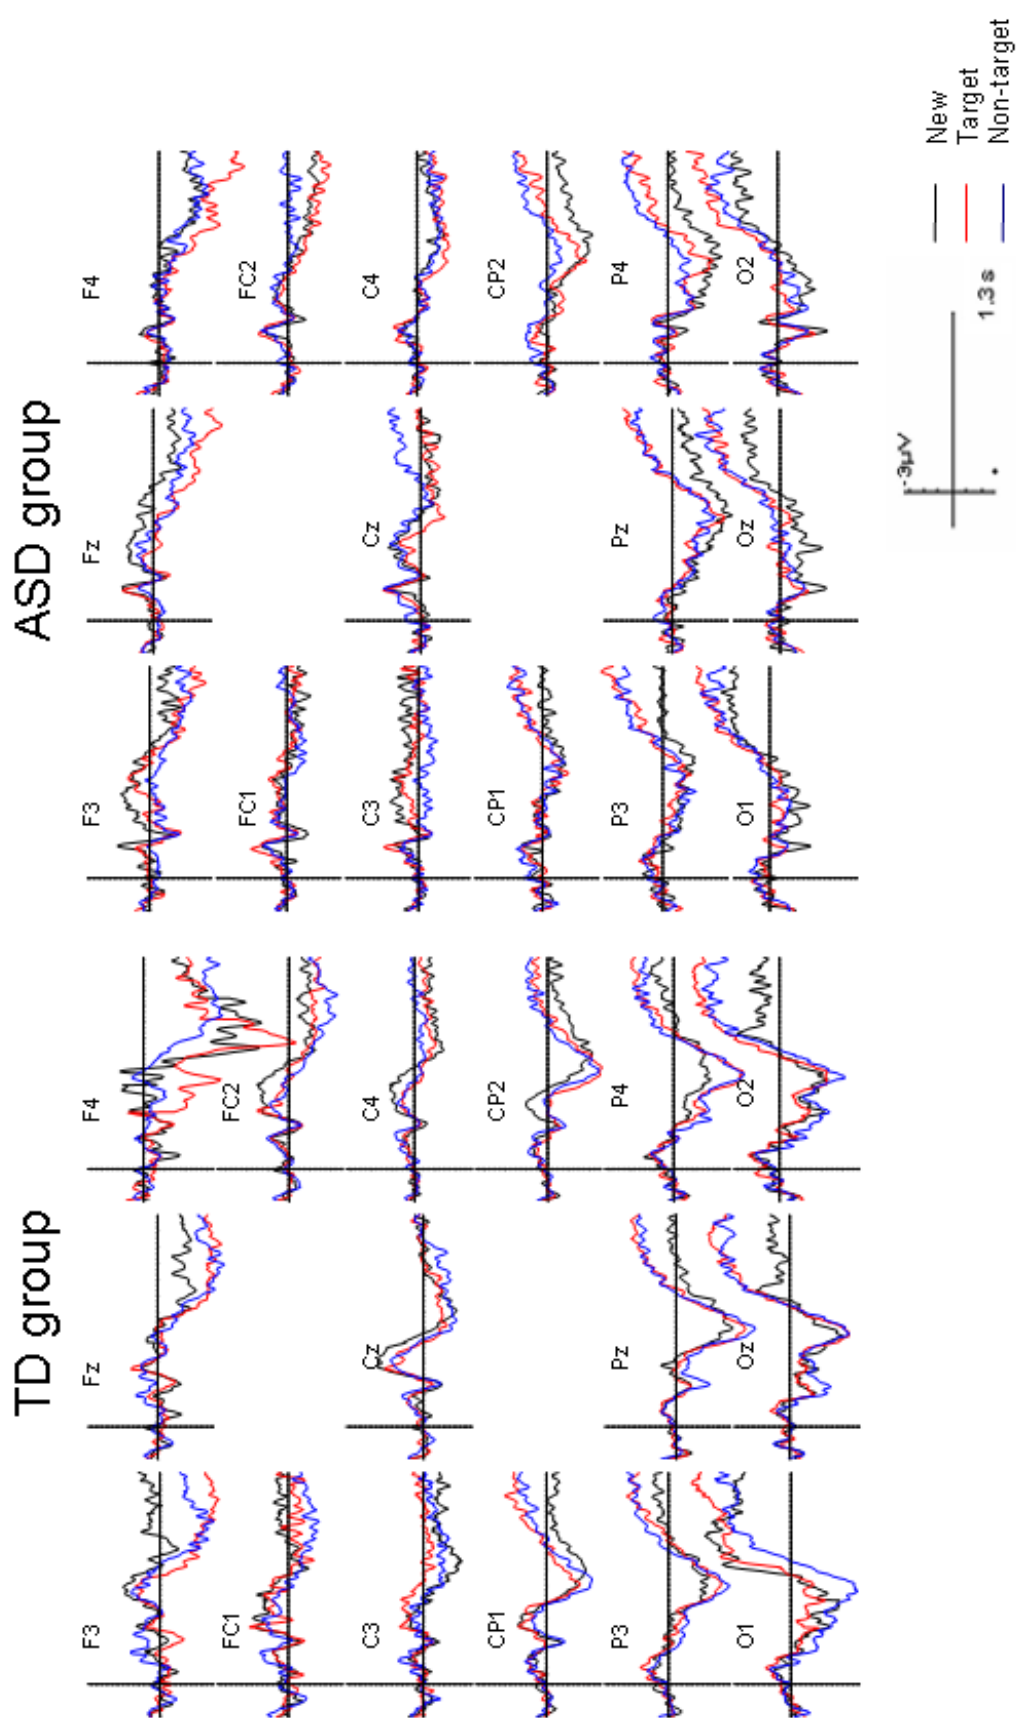 TD group ASD group
F3 Fz F4 F3 Fz F4
FC1 FC2 FC1 FC2
C3 Cz C4 C3 Cz C4
CP1 CP2 CP1 CP2
P3 Pz P4 P3 Pz P4
O1 Oz O2 O1 Oz O2
-3µV
1.3 s
New
Target
Non-target